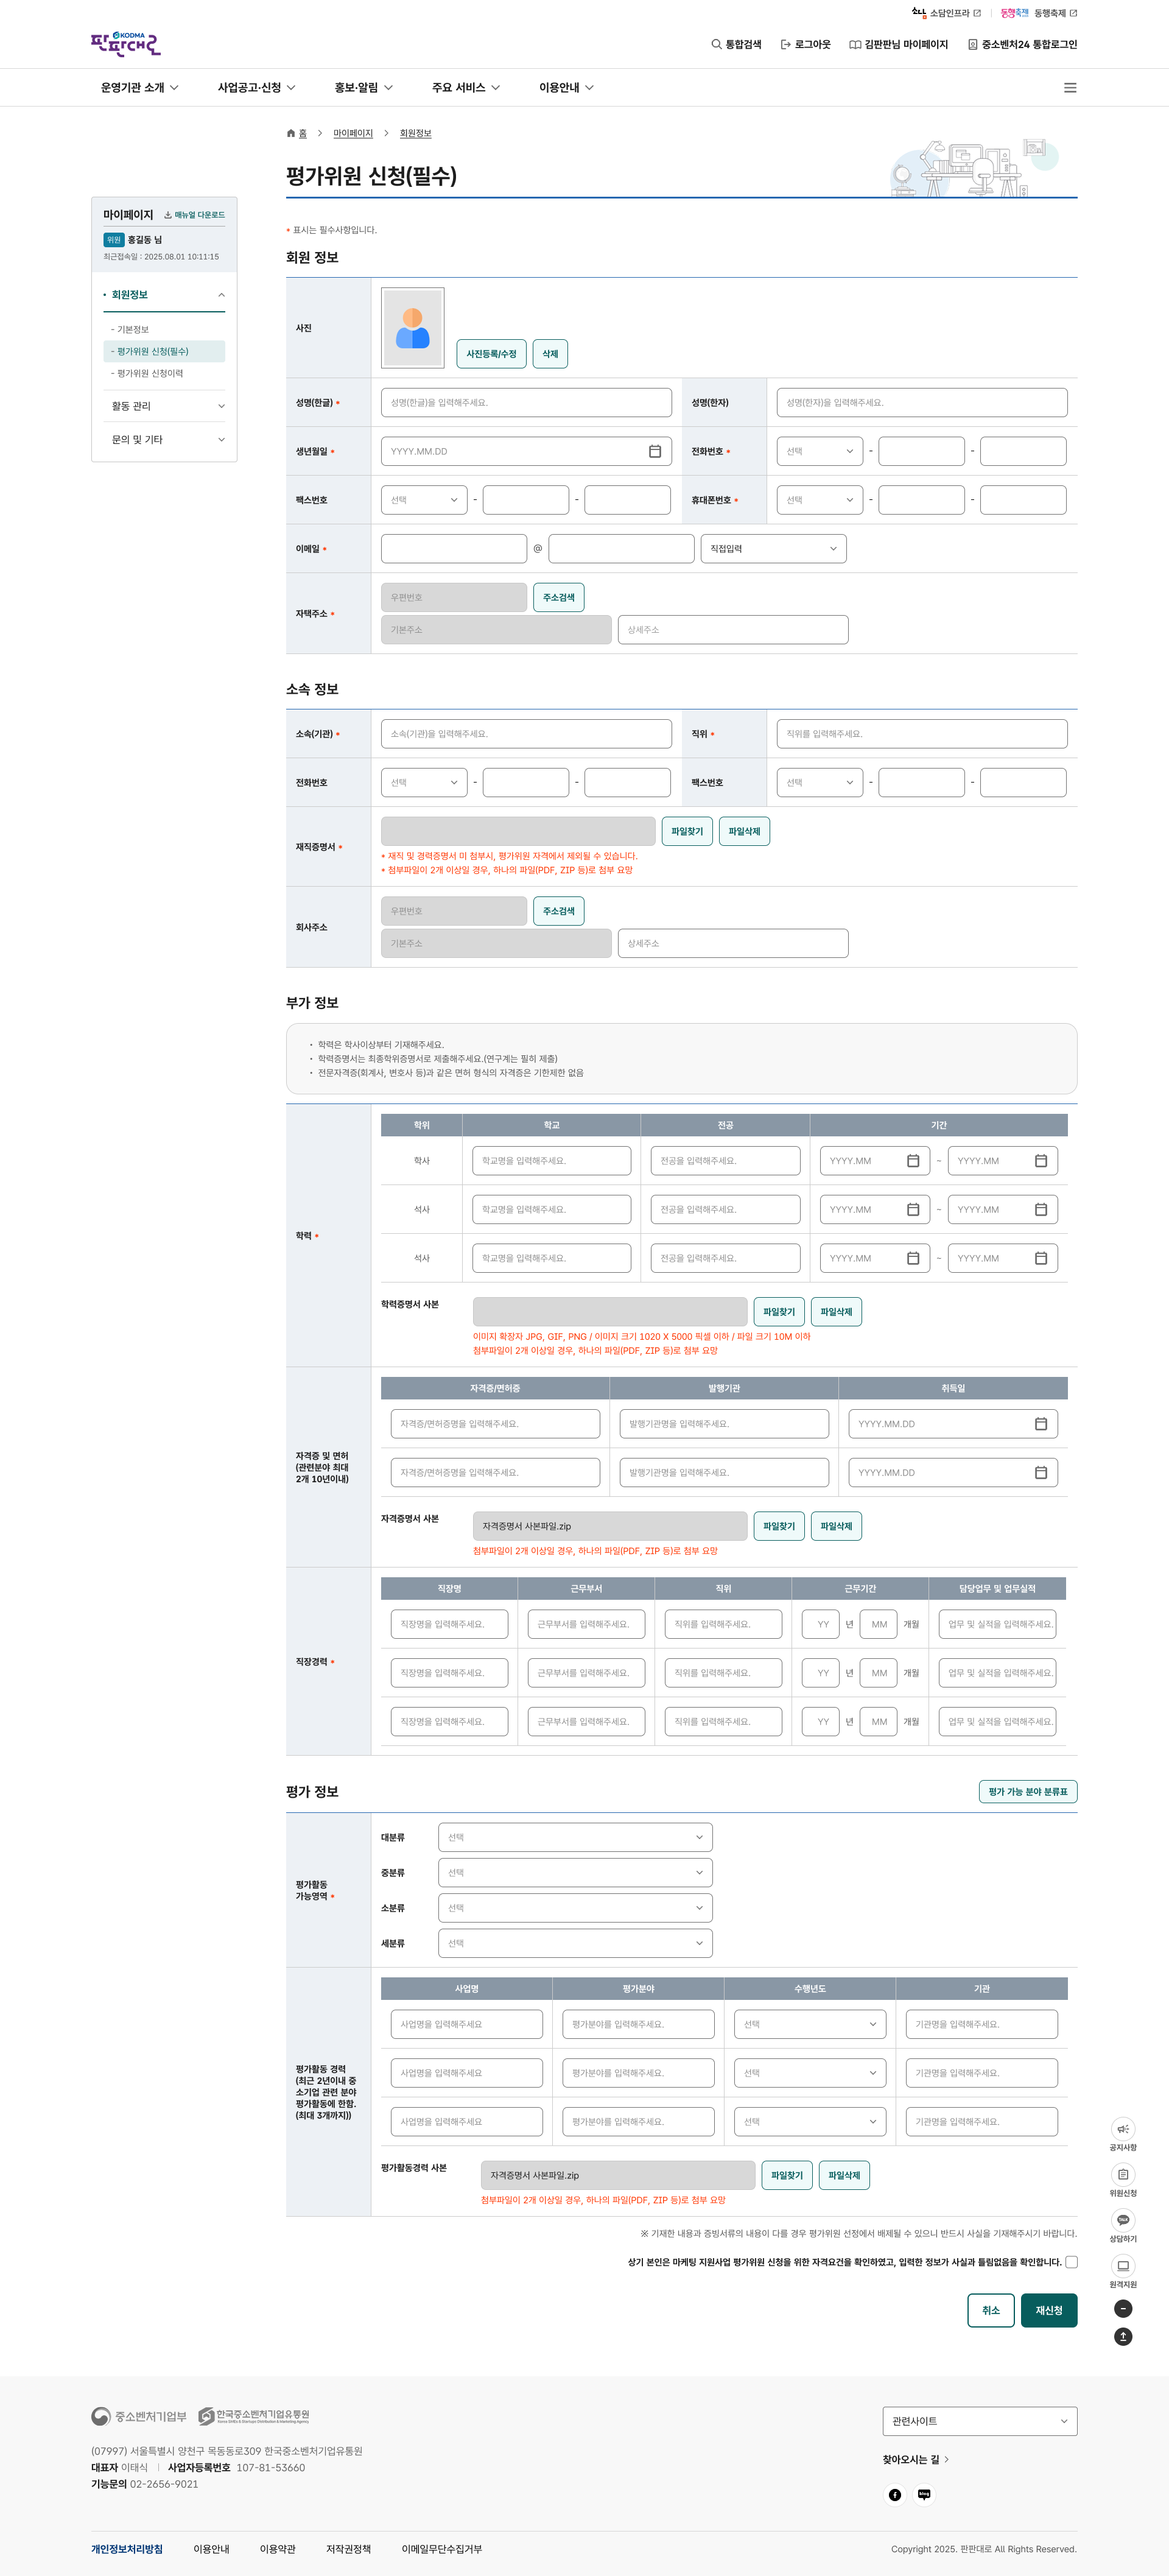 소담인프라 동행축제 동행축제
KODMA
판판대로
통합검색 로그아웃 김판판님 마이페이지 중소벤처24 통합로그인
운영기관 소개 사업공고·신청 홍보·알림 주요 서비스 이용안내
홈 마이페이지 회원정보
평가위원 신청(필수)
마이페이지 매뉴얼 다운로드
위원 홍길동 님
최근접속일 : 2025.08.01 10:11:15
회원정보
- 기본정보
- 평가위원 신청(필수)
- 평가위원 신청이력
활동 관리
문의 및 기타
* 표시는 필수사항입니다.
회원 정보
사진 사진등록/수정 삭제
성명(한글) * 성명(한글)을 입력해주세요. 성명(한자) 성명(한자)을 입력해주세요.
생년월일 * YYYY.MM.DD 전화번호 * 선택 - -
팩스번호 선택 - - 휴대폰번호 * 선택 - -
이메일 * @ 직접입력
자택주소 * 우편번호 주소검색
기본주소 상세주소
소속 정보
소속(기관) * 소속(기관)을 입력해주세요. 직위 * 직위를 입력해주세요.
전화번호 선택 - - 팩스번호 선택 - -
재직증명서 * 파일찾기 파일삭제
* 재직 및 경력증명서 미 첨부시, 평가위원 자격에서 제외될 수 있습니다.
* 첨부파일이 2개 이상일 경우, 하나의 파일(PDF, ZIP 등)로 첨부 요망
회사주소 우편번호 주소검색
기본주소 상세주소
부가 정보
• 학력은 학사이상부터 기재해주세요.
• 학력증명서는 최종학위증명서로 제출해주세요.(연구계는 필히 제출)
• 전문자격증(회계사, 변호사 등)과 같은 면허 형식의 자격증은 기한제한 없음
학력 *
학위 학교 전공 기간
학사 학교명을 입력해주세요. 전공을 입력해주세요. YYYY.MM ~ YYYY.MM
석사 학교명을 입력해주세요. 전공을 입력해주세요. YYYY.MM ~ YYYY.MM
석사 학교명을 입력해주세요. 전공을 입력해주세요. YYYY.MM ~ YYYY.MM
학력증명서 사본 파일찾기 파일삭제
이미지 확장자 JPG, GIF, PNG / 이미지 크기 1020 X 5000 픽셀 이하 / 파일 크기 10M 이하
첨부파일이 2개 이상일 경우, 하나의 파일(PDF, ZIP 등)로 첨부 요망
자격증 및 면허
(관련분야 최대
2개 10년이내)
자격증/면허증 발행기관 취득일
자격증/면허증명을 입력해주세요. 발행기관명을 입력해주세요. YYYY.MM.DD
자격증/면허증명을 입력해주세요. 발행기관명을 입력해주세요. YYYY.MM.DD
자격증명서 사본 자격증명서 사본파일.zip 파일찾기 파일삭제
첨부파일이 2개 이상일 경우, 하나의 파일(PDF, ZIP 등)로 첨부 요망
직장경력 *
직장명 근무부서 직위 근무기간 담당업무 및 업무실적
직장명을 입력해주세요. 근무부서를 입력해주세요. 직위를 입력해주세요. YY 년 MM 개월 업무 및 실적을 입력해주세요.
직장명을 입력해주세요. 근무부서를 입력해주세요. 직위를 입력해주세요. YY 년 MM 개월 업무 및 실적을 입력해주세요.
직장명을 입력해주세요. 근무부서를 입력해주세요. 직위를 입력해주세요. YY 년 MM 개월 업무 및 실적을 입력해주세요.
평가 정보 평가 가능 분야 분류표
평가활동
가능영역 *
대분류 선택
중분류 선택
소분류 선택
세분류 선택
평가활동 경력
(최근 2년이내 중
소기업 관련 분야
평가활동에 한함.
(최대 3개까지))
사업명 평가분야 수행년도 기관
사업명을 입력해주세요 평가분야를 입력해주세요. 선택 기관명을 입력해주세요.
사업명을 입력해주세요 평가분야를 입력해주세요. 선택 기관명을 입력해주세요.
사업명을 입력해주세요 평가분야를 입력해주세요. 선택 기관명을 입력해주세요.
평가활동경력 사본 자격증명서 사본파일.zip 파일찾기 파일삭제
첨부파일이 2개 이상일 경우, 하나의 파일(PDF, ZIP 등)로 첨부 요망
※ 기재한 내용과 증빙서류의 내용이 다를 경우 평가위원 선정에서 배제될 수 있으니 반드시 사실을 기재해주시기 바랍니다.
상기 본인은 마케팅 지원사업 평가위원 신청을 위한 자격요건을 확인하였고, 입력한 정보가 사실과 틀림없음을 확인합니다.
취소 재신청
공지사항
위원신청
TALK
상담하기
원격지원
중소벤처기업부 한국중소벤처기업유통원
관련사이트
(07997) 서울특별시 양천구 목동동로309 한국중소벤처기업유통원
대표자 이태식 | 사업자등록번호 107-81-53660
기능문의 02-2656-9021
찾아오시는 길
blog
개인정보처리방침 이용안내 이용약관 저작권정책 이메일무단수집거부
Copyright 2025. 판판대로 All Rights Reserved.